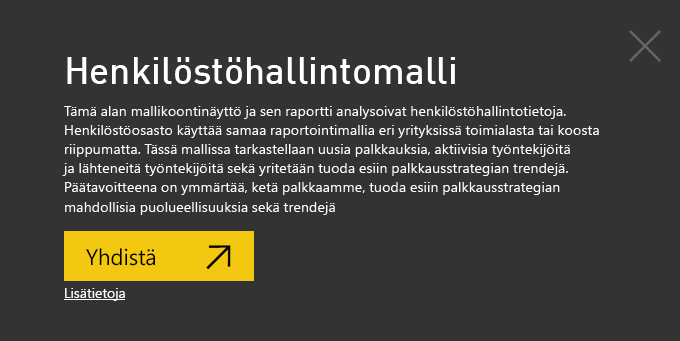 Henkilöstöhallintomalli
Tämä alan mallikoontinäyttö ja sen raportti analysoivat henkilöstöhallintotietoja.
Henkilöstöosasto käyttää samaa raportointimallia eri yrityksissä toimialasta tai koosta
riippumatta. Tässä mallissa tarkastellaan uusia palkkauksia, aktiivisia työntekijöitä
ja lähteneitä työntekijöitä sekä yritetään tuoda esiin palkkausstrategian trendejä.
Päätavoitteena on ymmärtää, ketä palkkaamme, tuoda esiin palkkausstrategian
mahdollisia puolueellisuuksia sekä trendejä
Yhdistä
Lisätietoja